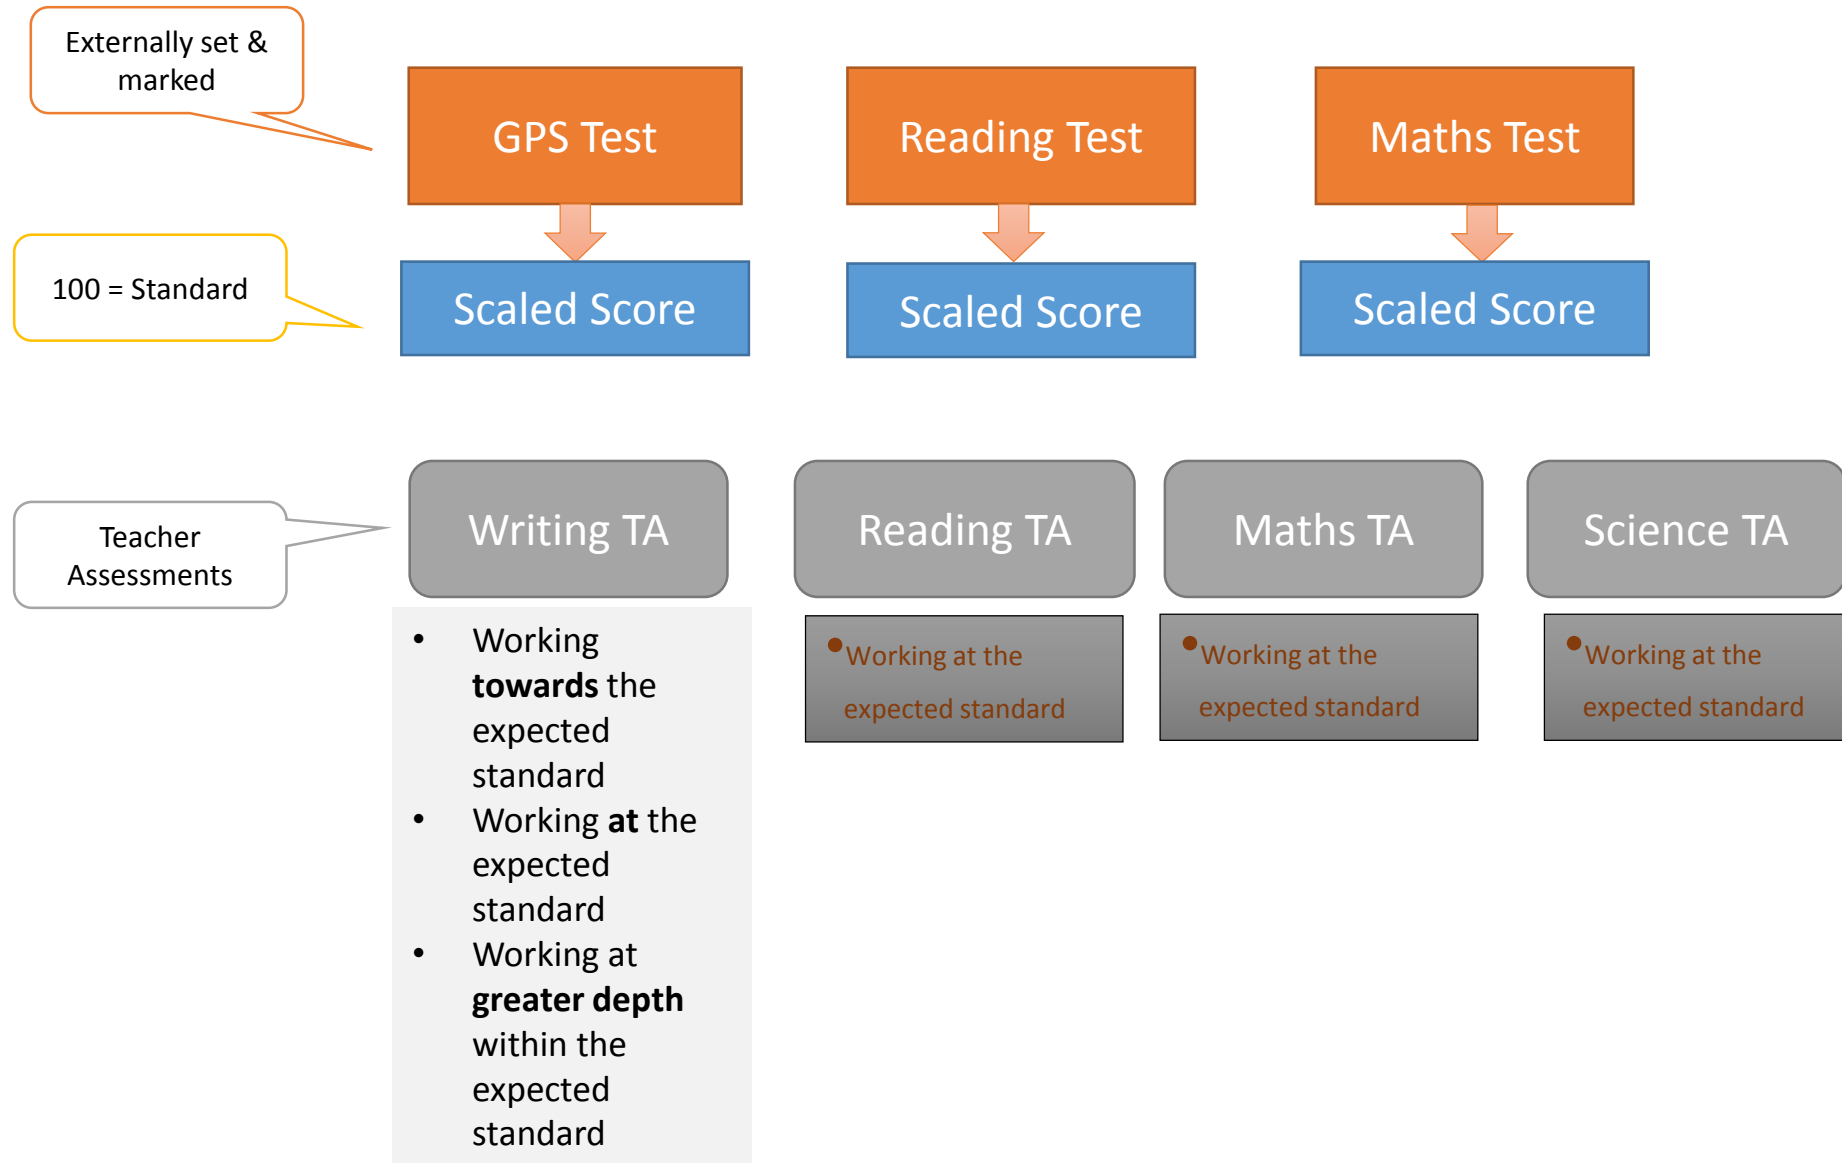 Externally set &
marked
GPS Test
Reading Test
Maths Test
100 = Standard
Scaled Score
Scaled Score
Scaled Score
Teacher
Assessments
Writing TA
Reading TA
Maths TA
Science TA
• Working
towards the
expected
standard
• Working at the
expected
standard
• Working at
greater depth
within the
expected
standard
•Working at the
expected standard
•Working at the
expected standard
•Working at the
expected standard